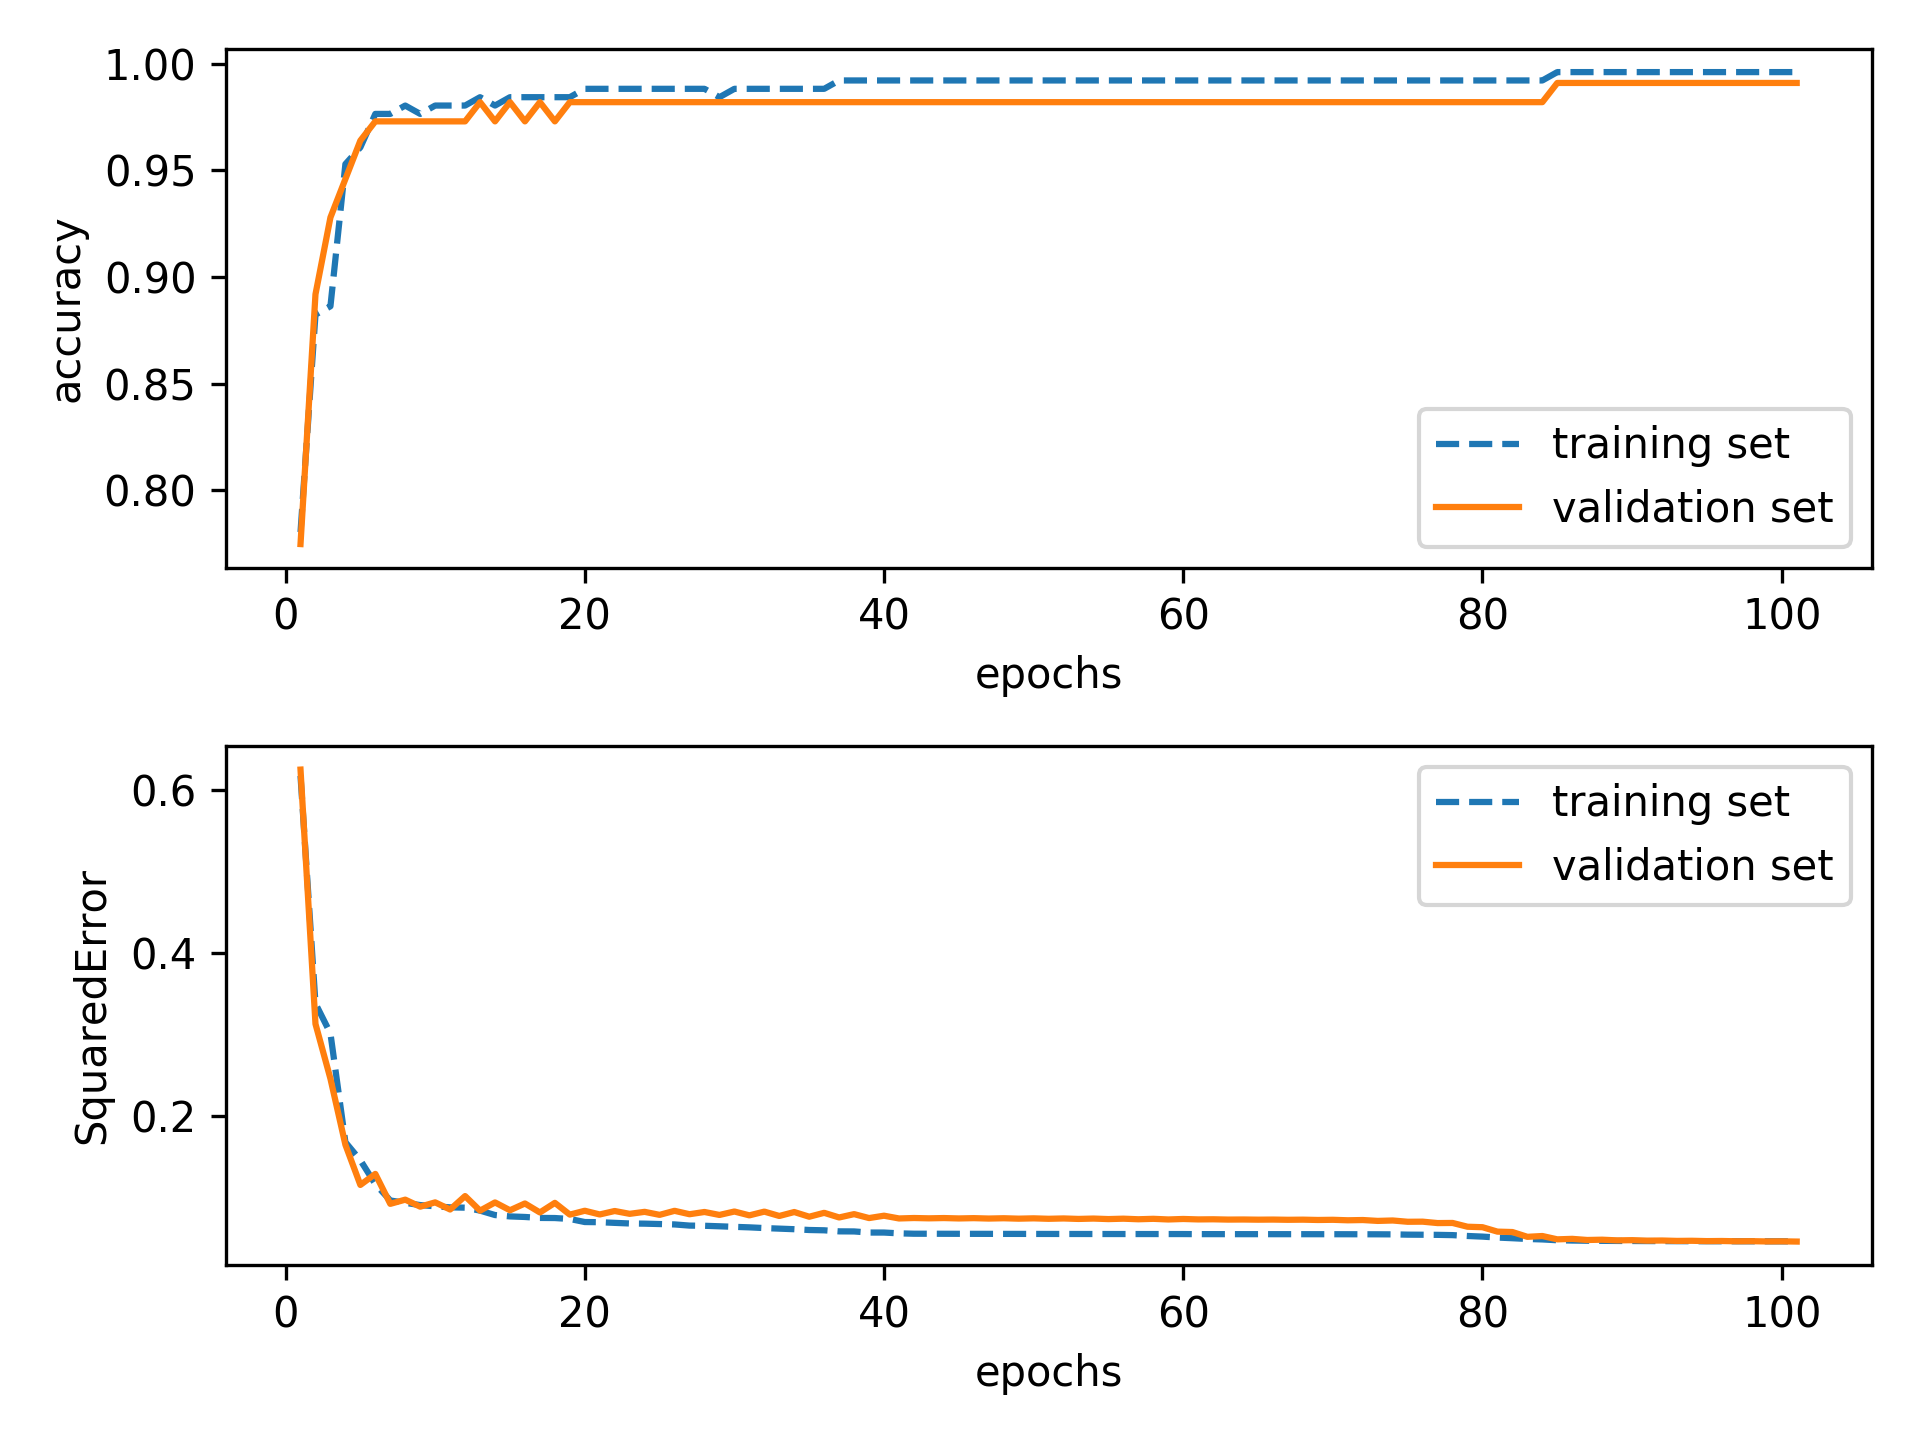 1.00
0.95
0.90
0.85
0.80
accuracy
training set
validation set
0 20 40 60 80 100
epochs
0.6
0.4
0.2
SquaredError
training set
validation set
0 20 40 60 80 100
epochs